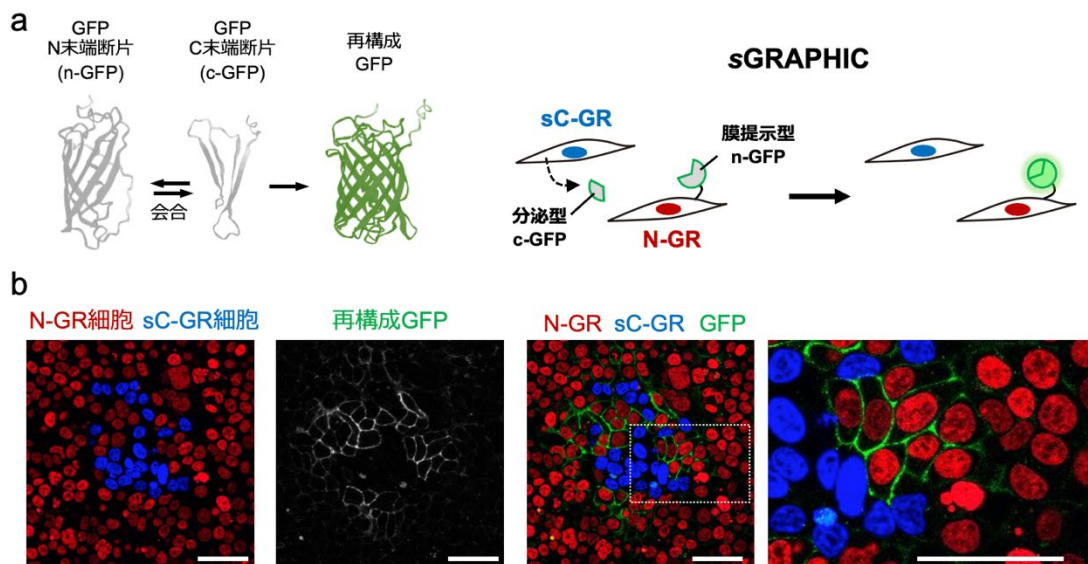 a
GFP
N末端断片
(n-GFP)
GFP
C末端断片
(c-GFP)
再構成
GFP
会合
sGRAPHIC
sC-GR
膜提示型
n-GFP
分泌型
c-GFP
N-GR
b
N-GR細胞 sC-GR細胞
再構成GFP
N-GR sC-GR GFP